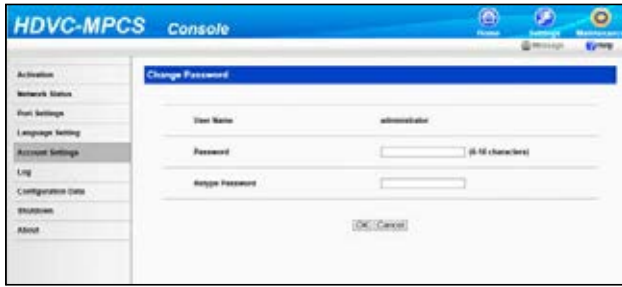 HDVC-MPCS Console
Home Settings Maintenance
Message Help
Activation
Network Status
Port Settings
Language Setting
Account Settings
Log
Configuration Data
Shutdown
About
Change Password
User Name administrator
Password (6-16 characters)
Retype Password
OK Cancel